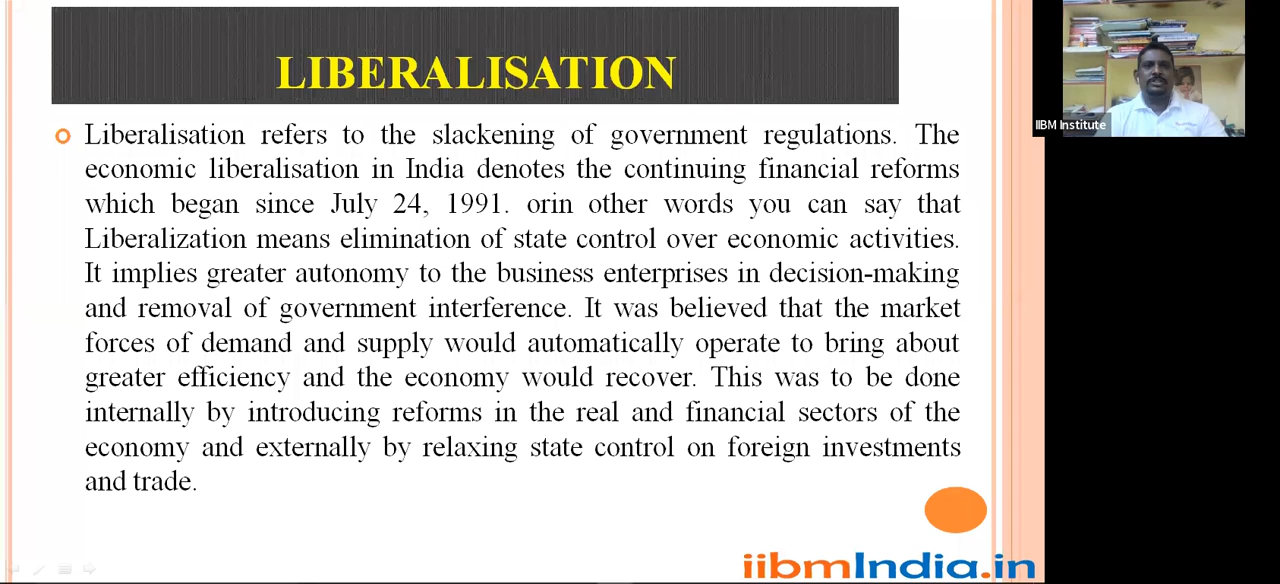 LIBERALISATION
Liberalisation refers to the slackening of government regulations. The
economic liberalisation in India denotes the continuing financial reforms
which began since July 24, 1991. orin other words you can say that
Liberalization means elimination of state control over economic activities.
It implies greater autonomy to the business enterprises in decision-making
and removal of government interference. It was believed that the market
forces of demand and supply would automatically operate to bring about
greater efficiency and the economy would recover. This was to be done
internally by introducing reforms in the real and financial sectors of the
economy and externally by relaxing state control on foreign investments
and trade.
IIBM Institute
iibmIndia.in